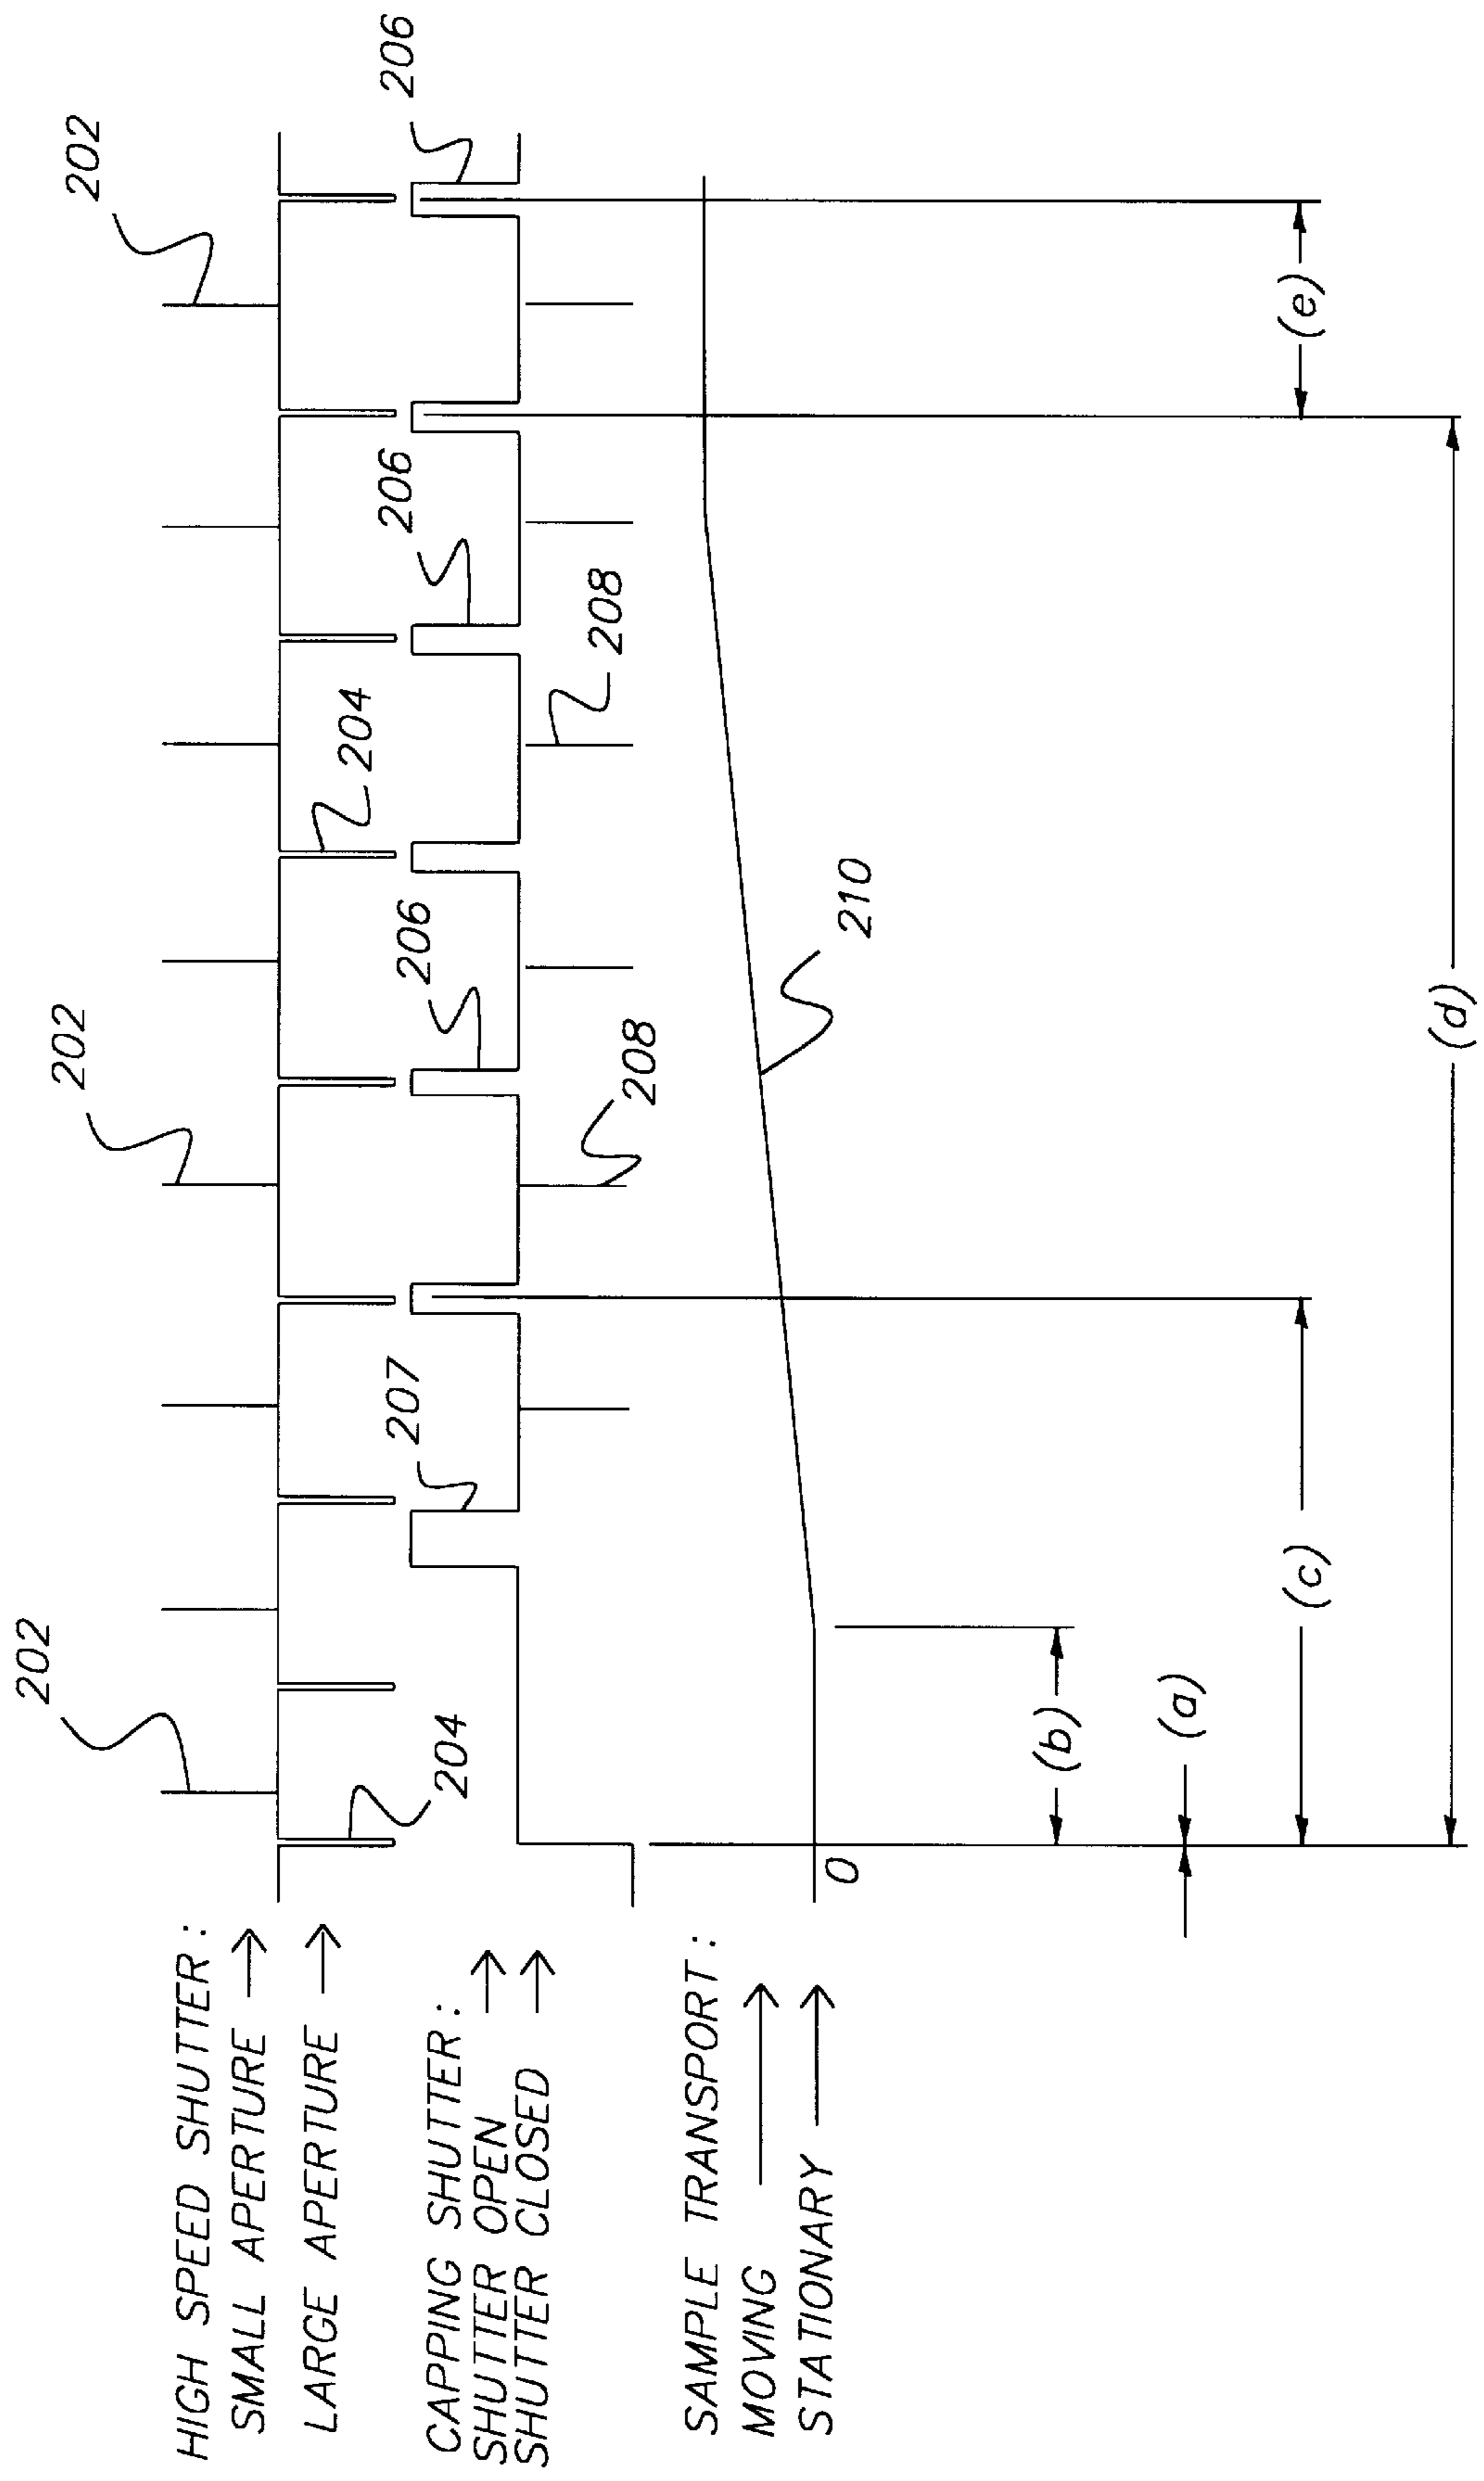 HIGH SPEED SHUTTER:
SMALL APERTURE
LARGE APERTURE
CAPPING SHUTTER:
SHUTTER OPEN
SHUTTER CLOSED
SAMPLE TRANSPORT:
MOVING
STATIONARY
202
202
202
204
204
207
206
206
206
208
208
210
0
(b)
(a)
(c)
(e)
(d)